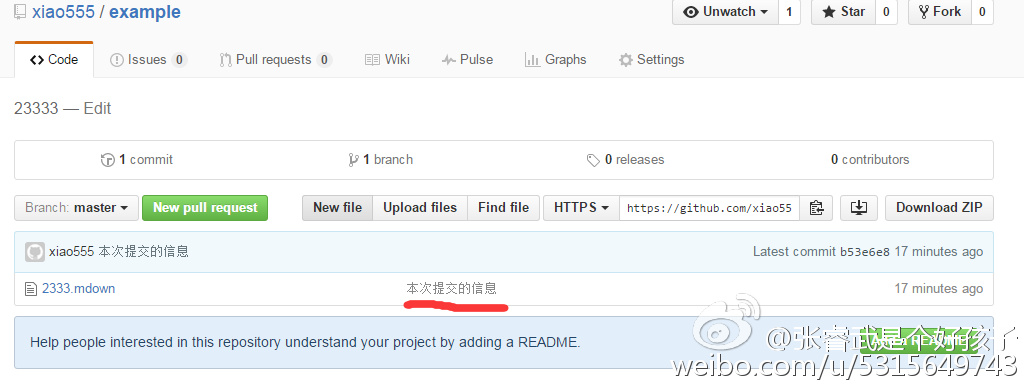 xiao555 / example
Unwatch 1 Star 0 Fork 0
Code Issues 0 Pull requests 0 Wiki Pulse Graphs Settings
23333 — Edit
1 commit 1 branch 0 releases 0 contributors
Branch: master New pull request New file Upload files Find file HTTPS https://github.com/xiao55 Download ZIP
xiao555 本次提交的信息 Latest commit b53e6e8 17 minutes ago
2333.mdown 本次提交的信息 17 minutes ago
Help people interested in this repository understand your project by adding a README.
@张睿武是个好孩子
weibo.com/u/5315649743